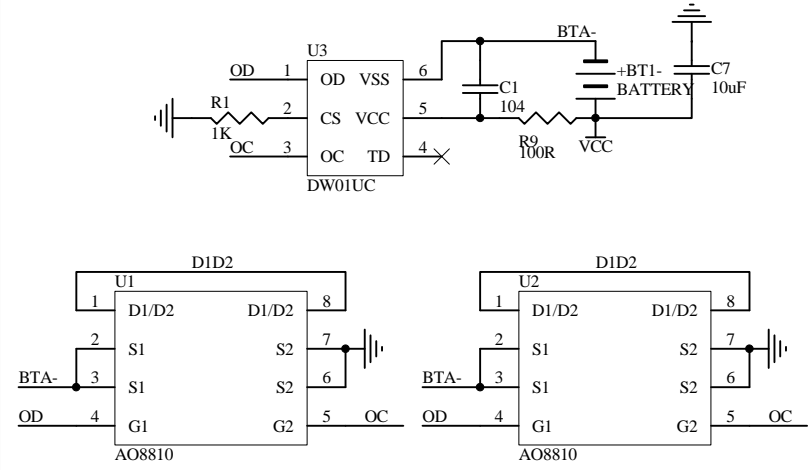 BTA-
U3
OD 1 OD VSS 6
+BT1-
C7
C1
BATTERY
10uF
R1
104
2 CS VCC 5
1K
R9
100R
VCC
OC 3 OC TD 4
DW01UC
D1D2
U1
1 D1/D2 D1/D2 8
2 S1 S2 7
BTA- 3 S1 S2 6
OD 4 G1 G2 5 OC
AO8810
D1D2
U2
1 D1/D2 D1/D2 8
2 S1 S2 7
BTA- 3 S1 S2 6
OD 4 G1 G2 5 OC
AO8810